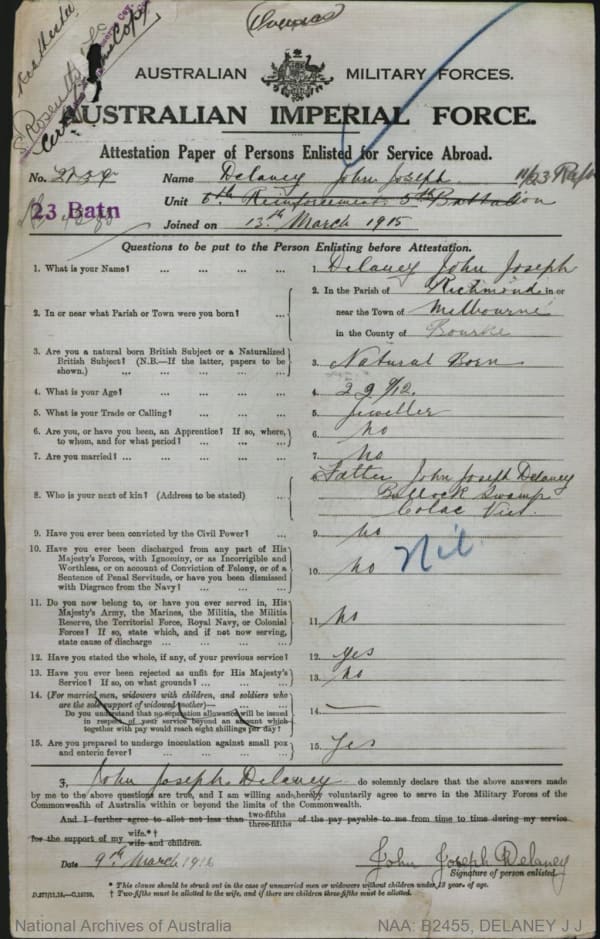 AUSTRALIAN MILITARY FORCES.
AUSTRALIAN IMPERIAL FORCE.
Attestation Paper of Persons Enlisted for Service Abroad.
No. Name Delaney John Joseph 11/23
23 Batn Unit 6th Reinforcements 5th Battalion
Joined on 13th March 1915
Questions to be put to the Person Enlisting before Attestation.
1. What is your Name? ... ... ... ... 1. Delaney John Joseph
2. In or near what Parish or Town were you born? ... 2. In the Parish of Richmond in or
near the Town of Melbourne
in the County of Bourke
3. Are you a natural born British Subject or a Naturalized
British Subject? (N.B.—If the latter, papers to be
shown.) ... ... ... ... ... 3. Natural Born
4. What is your Age? ... ... ... ... 4. 29 9/12.
5. What is your Trade or Calling? ... ... ... 5. Jeweller
6. Are you, or have you been, an Apprentice? If so, where,
to whom, and for what period? ... ... ... 6. No
7. Are you married? ... ... ... ... ... 7. No
8. Who is your next of kin? (Address to be stated) ... 8. Father John Joseph Delaney
Bullock Swamp
Colac Vict.
9. Have you ever been convicted by the Civil Power? ... 9. No
10. Have you ever been discharged from any part of His
Majesty's Forces, with Ignominy, or as Incorrigible and
Worthless, or on account of Conviction of Felony, or of a
Sentence of Penal Servitude, or have you been dismissed
with Disgrace from the Navy? ... ... ... 10. No Nil.
11. Do you now belong to, or have you ever served in, His
Majesty's Army, the Marines, the Militia, the Militia
Reserve, the Territorial Force, Royal Navy, or Colonial
Forces? If so, state which, and if not now serving,
state cause of discharge ... ... ... ... 11. No
12. Have you stated the whole, if any, of your previous service? 12. Yes
13. Have you ever been rejected as unfit for His Majesty's
Service? If so, on what grounds? ... ... ... 13. No
14. (For married men, widowers with children, and soldiers who
are the sole support of widowed mother)—
Do you understand that no separation allowance will be issued
in respect of your service beyond an amount which
together with pay would reach eight shillings per day? 14. —
15. Are you prepared to undergo inoculation against small pox
and enteric fever? ... ... ... ... 15. Yes
I, John Joseph Delaney do solemnly declare that the above answers made
by me to the above questions are true, and I am willing and hereby voluntarily agree to serve in the Military Forces of the
Commonwealth of Australia within or beyond the limits of the Commonwealth.
And I further agree to allot not less than two-fifths three-fifths of the pay payable to me from time to time during my service
for the support of my wife.*† wife and children.
Date 9th March John Joseph Delaney
Signature of person enlisted.
* This clause should be struck out in the case of unmarried men or widowers without children under 18 years of age.
† Two-fifths must be allotted to the wife, and if there are children three-fifths must be allotted.
National Archives of Australia NAA: B2455, DELANEY J J